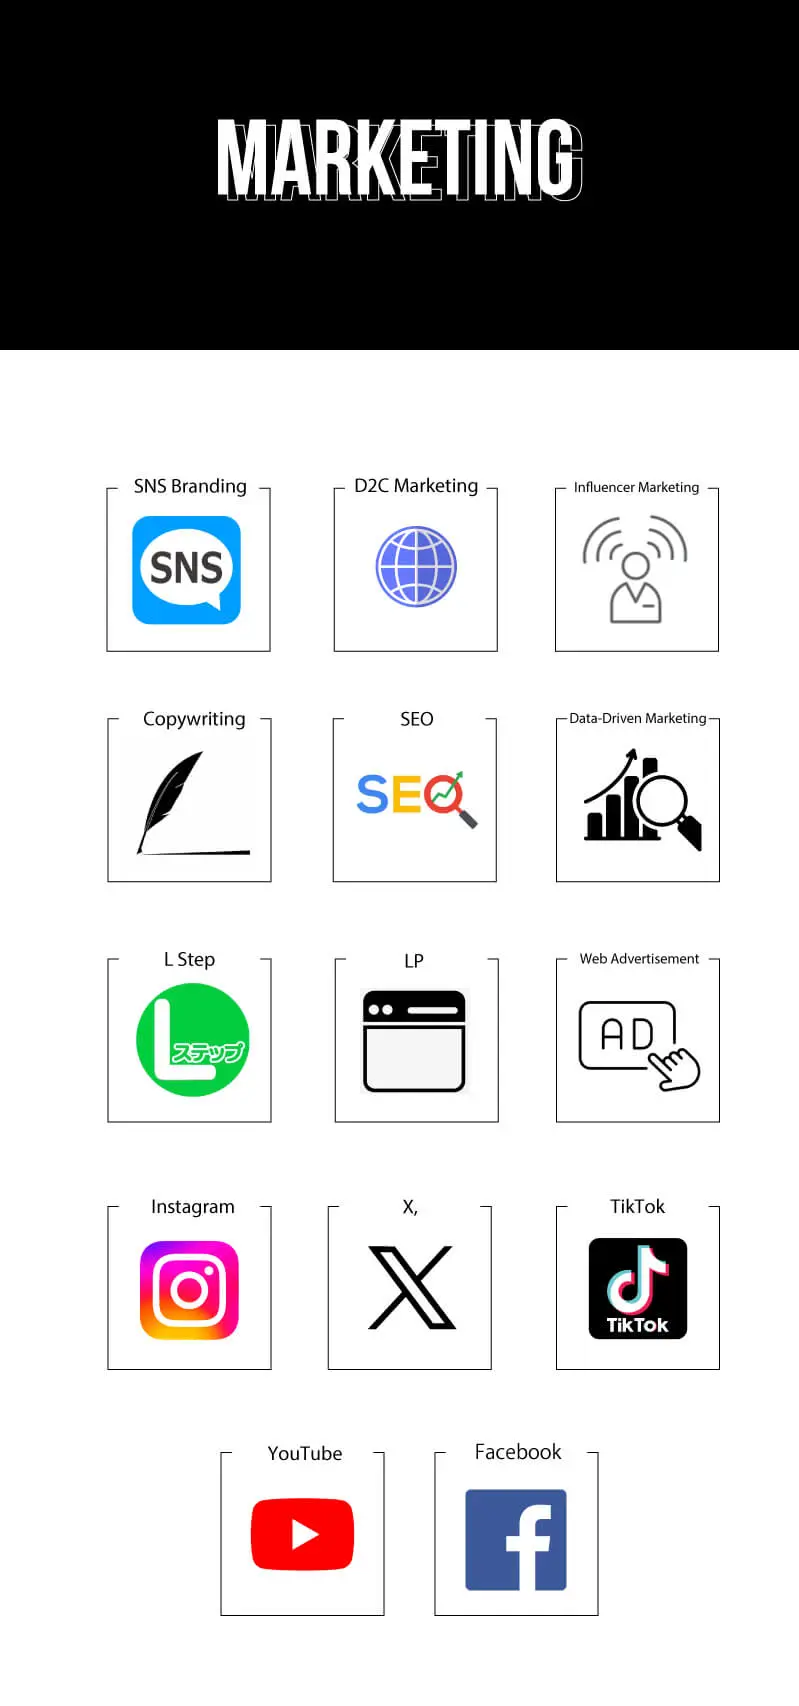 MARKETING
SNS Branding
D2C Marketing
Influencer Marketing
SNS
Copywriting
SEO
Data-Driven Marketing
SEO
L Step
LP
Web Advertisement
Lステップ
AD
Instagram
X,
TikTok
TikTok
YouTube
Facebook